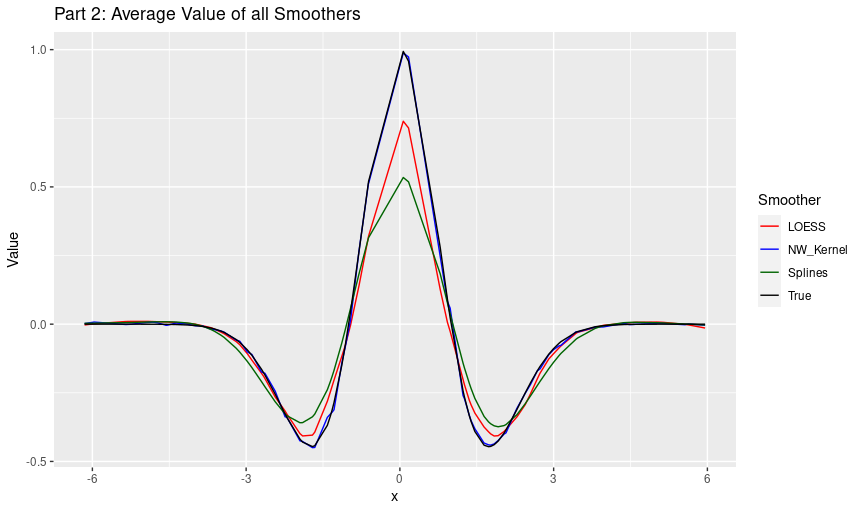 Part 2: Average Value of all Smoothers
1.0
0.5
0.0
-0.5
Value
-6
-3
0
3
6
x
Smoother
LOESS
NW_Kernel
Splines
True